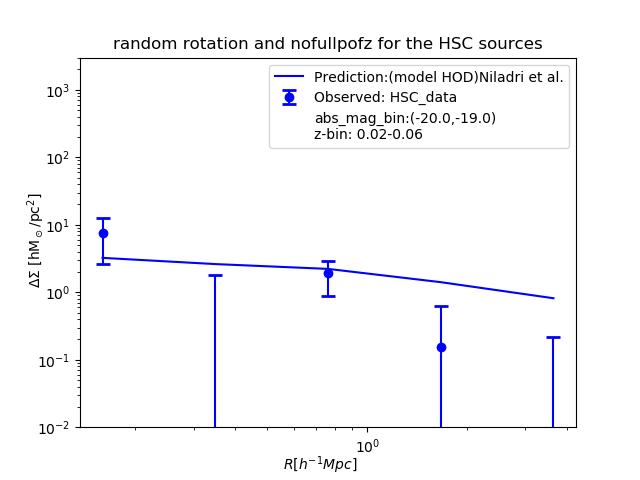 random rotation and nofullpofz for the HSC sources
Prediction:(model HOD)Niladri et al.
Observed: HSC_data
abs_mag_bin:(-20.0,-19.0)
z-bin: 0.02-0.06
10³
10²
10¹
10⁰
10⁻¹
10⁻²
ΔΣ [hM⊙/pc²]
10⁰
R[h⁻¹Mpc]